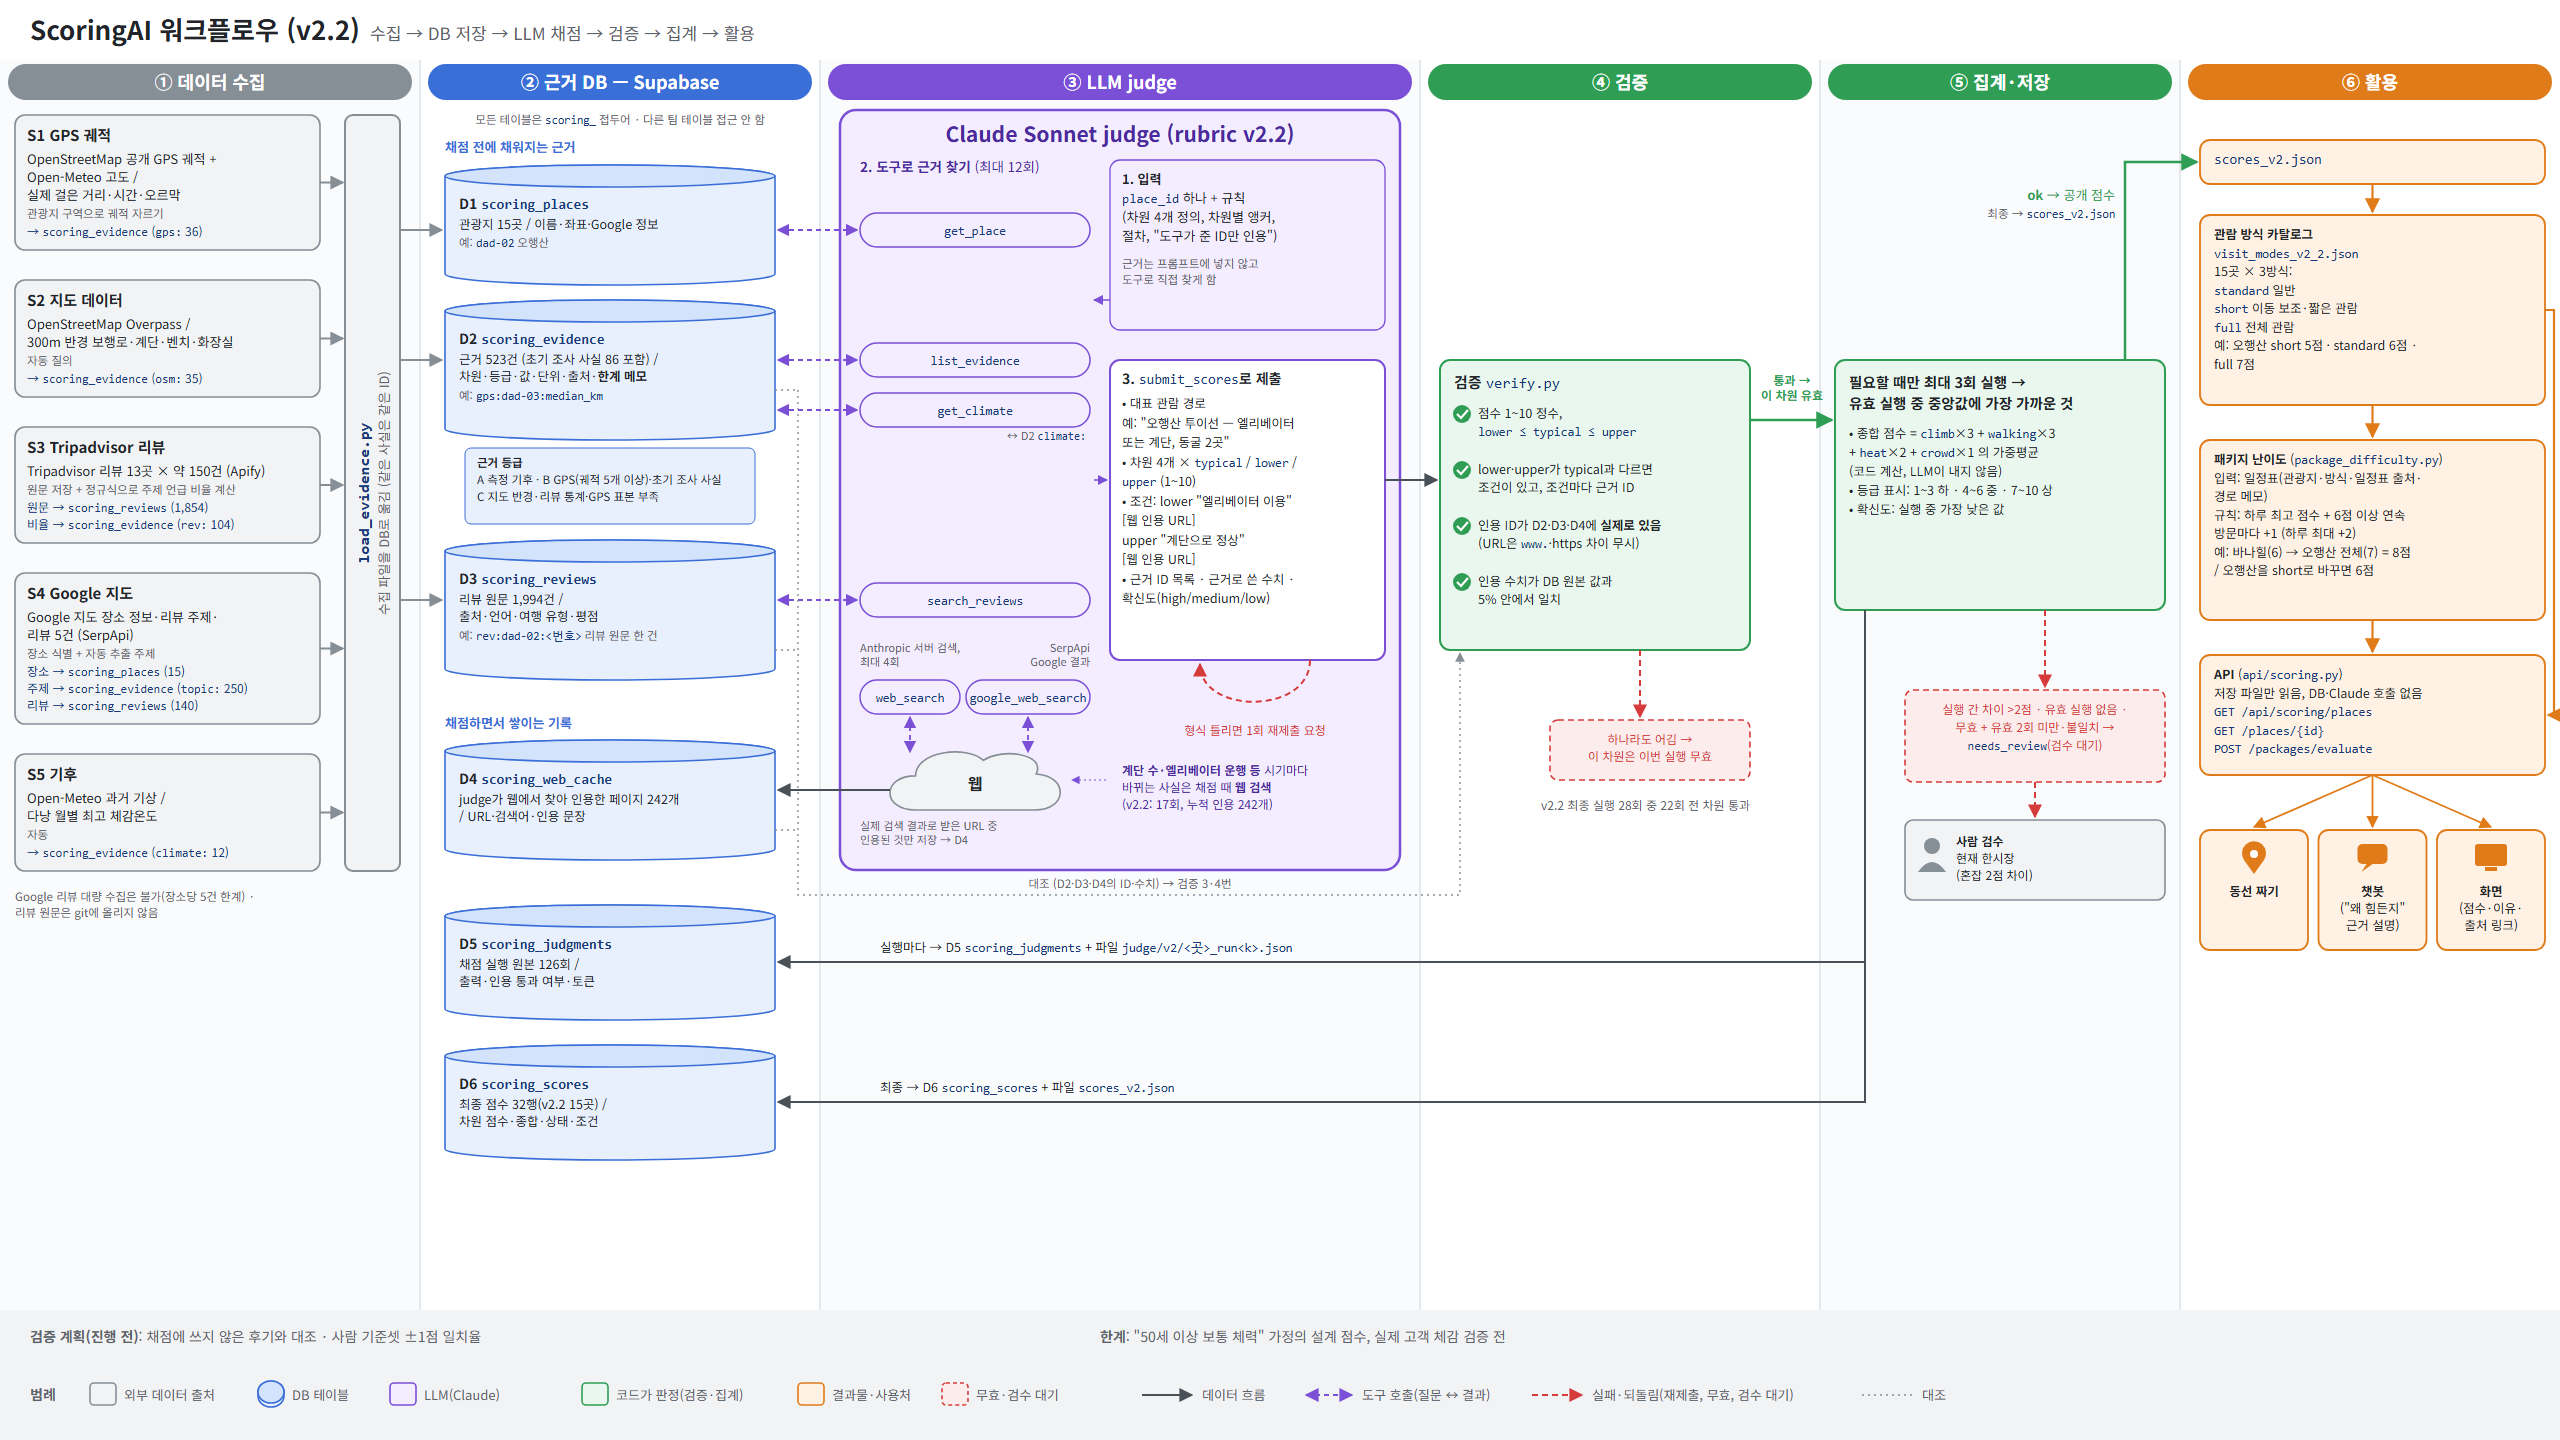 ScoringAI 워크플로우 (v2.2) 수집 → DB 저장 → LLM 채점 → 검증 → 집계 → 활용
① 데이터 수집
S1 GPS 궤적
OpenStreetMap 공개 GPS 궤적 +
Open-Meteo 고도 /
실제 걸은 거리·시간·오르막
관광지 구역으로 궤적 자르기
→ scoring_evidence (gps: 36)
S2 지도 데이터
OpenStreetMap Overpass /
300m 반경 보행로·계단·벤치·화장실
자동 질의
→ scoring_evidence (osm: 35)
S3 Tripadvisor 리뷰
Tripadvisor 리뷰 13곳 × 약 150건 (Apify)
원문 저장 + 정규식으로 주제 언급 비율 계산
원문 → scoring_reviews (1,854)
비율 → scoring_evidence (rev: 104)
S4 Google 지도
Google 지도 장소 정보·리뷰 주제·
리뷰 5건 (SerpApi)
장소 식별 + 자동 추출 주제
장소 → scoring_places (15)
주제 → scoring_evidence (topic: 250)
리뷰 → scoring_reviews (140)
S5 기후
Open-Meteo 과거 기상 /
다낭 월별 최고 체감온도
자동
→ scoring_evidence (climate: 12)
Google 리뷰 대량 수집은 불가(장소당 5건 한계) ·
리뷰 원문은 git에 올리지 않음
load_evidence.py
수집 파일을 DB로 옮김 (같은 사실은 같은 ID)
② 근거 DB — Supabase
모든 테이블은 scoring_ 접두어 · 다른 팀 테이블 접근 안 함
채점 전에 채워지는 근거
D1 scoring_places
관광지 15곳 / 이름·좌표·Google 정보
예: dad-02 오행산
D2 scoring_evidence
근거 523건 (초기 조사 사실 86 포함) /
차원·등급·값·단위·출처·한계 메모
예: gps:dad-03:median_km
근거 등급
A 측정 기후 · B GPS(궤적 5개 이상)·초기 조사 사실
C 지도 반경·리뷰 통계·GPS 표본 부족
D3 scoring_reviews
리뷰 원문 1,994건 /
출처·언어·여행 유형·평점
예: rev:dad-02:<번호> 리뷰 원문 한 건
채점하면서 쌓이는 기록
D4 scoring_web_cache
judge가 웹에서 찾아 인용한 페이지 242개
/ URL·검색어·인용 문장
D5 scoring_judgments
채점 실행 원본 126회 /
출력·인용 통과 여부·토큰
D6 scoring_scores
최종 점수 32행(v2.2 15곳) /
차원 점수·종합·상태·조건
③ LLM judge
Claude Sonnet judge (rubric v2.2)
2. 도구로 근거 찾기 (최대 12회)
get_place
list_evidence
get_climate
↔ D2 climate:
search_reviews
Anthropic 서버 검색,
최대 4회
SerpApi
Google 결과
web_search
google_web_search
웹
실제 검색 결과로 받은 URL 중
인용된 것만 저장 → D4
1. 입력
place_id 하나 + 규칙
(차원 4개 정의, 차원별 앵커,
절차, "도구가 준 ID만 인용")
근거는 프롬프트에 넣지 않고
도구로 직접 찾게 함
3. submit_scores로 제출
• 대표 관람 경로
예: "오행산 투이선 — 엘리베이터
또는 계단, 동굴 2곳"
• 차원 4개 × typical / lower /
upper (1~10)
• 조건: lower "엘리베이터 이용"
[웹 인용 URL]
upper "계단으로 정상"
[웹 인용 URL]
• 근거 ID 목록 · 근거로 쓴 수치 ·
확신도(high/medium/low)
형식 틀리면 1회 재제출 요청
계단 수·엘리베이터 운행 등 시기마다
바뀌는 사실은 채점 때 웹 검색
(v2.2: 17회, 누적 인용 242개)
대조 (D2·D3·D4의 ID·수치) → 검증 3·4번
실행마다 → D5 scoring_judgments + 파일 judge/v2/<곳>_run<k>.json
최종 → D6 scoring_scores + 파일 scores_v2.json
④ 검증
검증 verify.py
점수 1~10 정수,
lower ≤ typical ≤ upper
lower·upper가 typical과 다르면
조건이 있고, 조건마다 근거 ID
인용 ID가 D2·D3·D4에 실제로 있음
(URL은 www.·https 차이 무시)
인용 수치가 DB 원본 값과
5% 안에서 일치
통과 →
이 차원 유효
하나라도 어김 →
이 차원은 이번 실행 무효
v2.2 최종 실행 28회 중 22회 전 차원 통과
⑤ 집계·저장
ok → 공개 점수
최종 → scores_v2.json
필요할 때만 최대 3회 실행 →
유효 실행 중 중앙값에 가장 가까운 것
• 종합 점수 = climb×3 + walking×3
+ heat×2 + crowd×1 의 가중평균
(코드 계산, LLM이 내지 않음)
• 등급 표시: 1~3 하 · 4~6 중 · 7~10 상
• 확신도: 실행 중 가장 낮은 값
실행 간 차이 >2점 · 유효 실행 없음 ·
무효 + 유효 2회 미만·불일치 →
needs_review(검수 대기)
사람 검수
현재 한시장
(혼잡 2점 차이)
⑥ 활용
scores_v2.json
관람 방식 카탈로그
visit_modes_v2_2.json
15곳 × 3방식:
standard 일반
short 이동 보조·짧은 관람
full 전체 관람
예: 오행산 short 5점 · standard 6점 ·
full 7점
패키지 난이도 (package_difficulty.py)
입력: 일정표(관광지·방식·일정표 출처·
경로 메모)
규칙: 하루 최고 점수 + 6점 이상 연속
방문마다 +1 (하루 최대 +2)
예: 바나힐(6) → 오행산 전체(7) = 8점
/ 오행산을 short로 바꾸면 6점
API (api/scoring.py)
저장 파일만 읽음, DB·Claude 호출 없음
GET /api/scoring/places
GET /places/{id}
POST /packages/evaluate
동선 짜기
챗봇
("왜 힘든지"
근거 설명)
화면
(점수·이유·
출처 링크)
검증 계획(진행 전): 채점에 쓰지 않은 후기와 대조 · 사람 기준셋 ±1점 일치율
한계: "50세 이상 보통 체력" 가정의 설계 점수, 실제 고객 체감 검증 전
범례
외부 데이터 출처
DB 테이블
LLM(Claude)
코드가 판정(검증·집계)
결과물·사용처
무효·검수 대기
데이터 흐름
도구 호출(질문 ↔ 결과)
실패·되돌림(재제출, 무효, 검수 대기)
대조